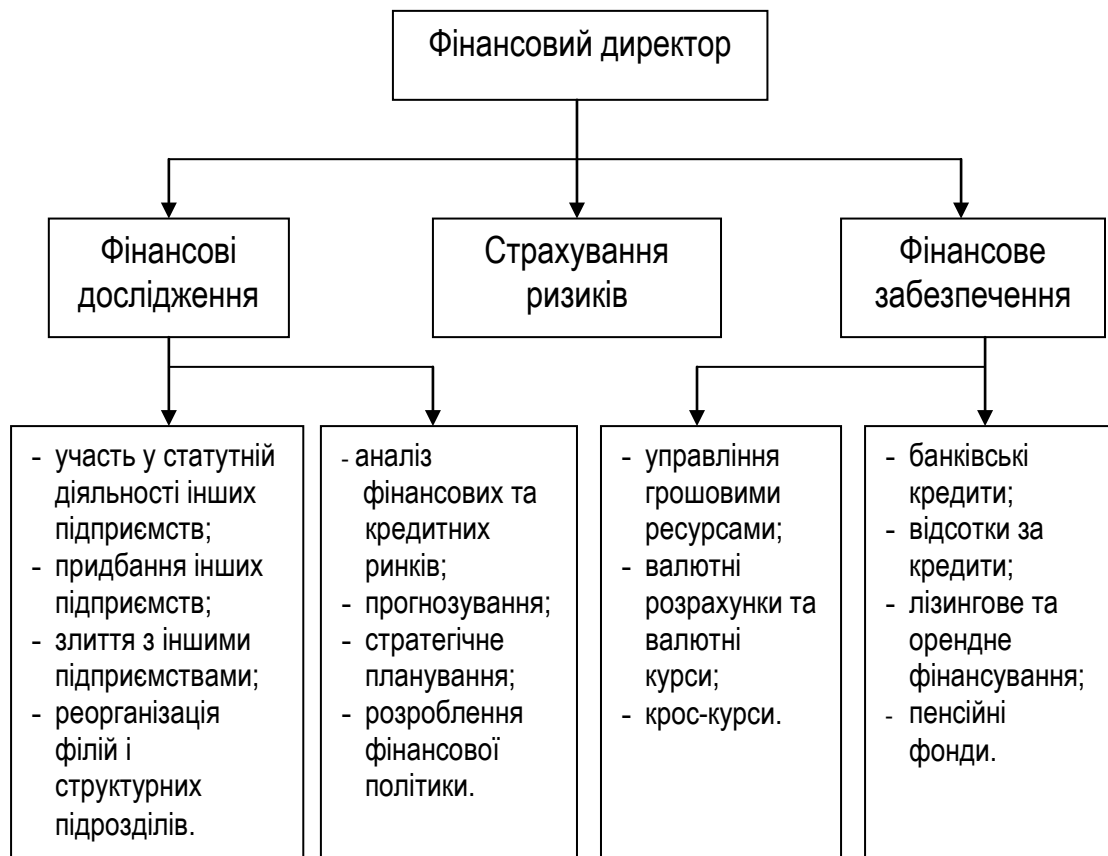 Фінансовий директор
Фінансові
дослідження
Страхування
ризиків
Фінансове
забезпечення
- участь у статутній
діяльності інших
підприємств;
- придбання інших
підприємств;
- злиття з іншими
підприємствами;
- реорганізація
філій і
структурних
підрозділів.
- аналіз
фінансових та
кредитних
ринків;
- прогнозування;
- стратегічне
планування;
- розроблення
фінансової
політики.
- управління
грошовими
ресурсами;
- валютні
розрахунки та
валютні
курси;
- крос-курси.
- банківські
кредити;
- відсотки за
кредити;
- лізингове та
орендне
фінансування;
- пенсійні
фонди.